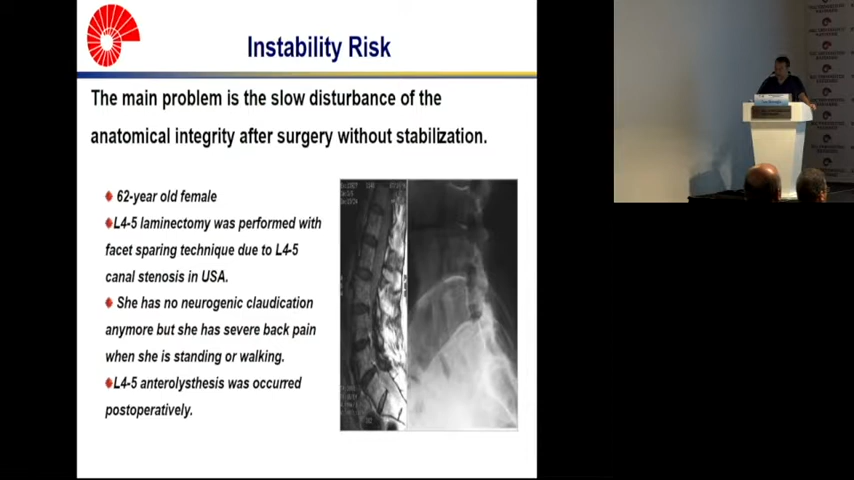 Instability Risk
The main problem is the slow disturbance of the
anatomical integrity after surgery without stabilization.
62-year old female
L4-5 laminectomy was performed with
facet sparing technique due to L4-5
canal stenosis in USA.
She has no neurogenic claudication
anymore but she has severe back pain
when she is standing or walking.
L4-5 anterolysthesis was occurred
postoperatively.